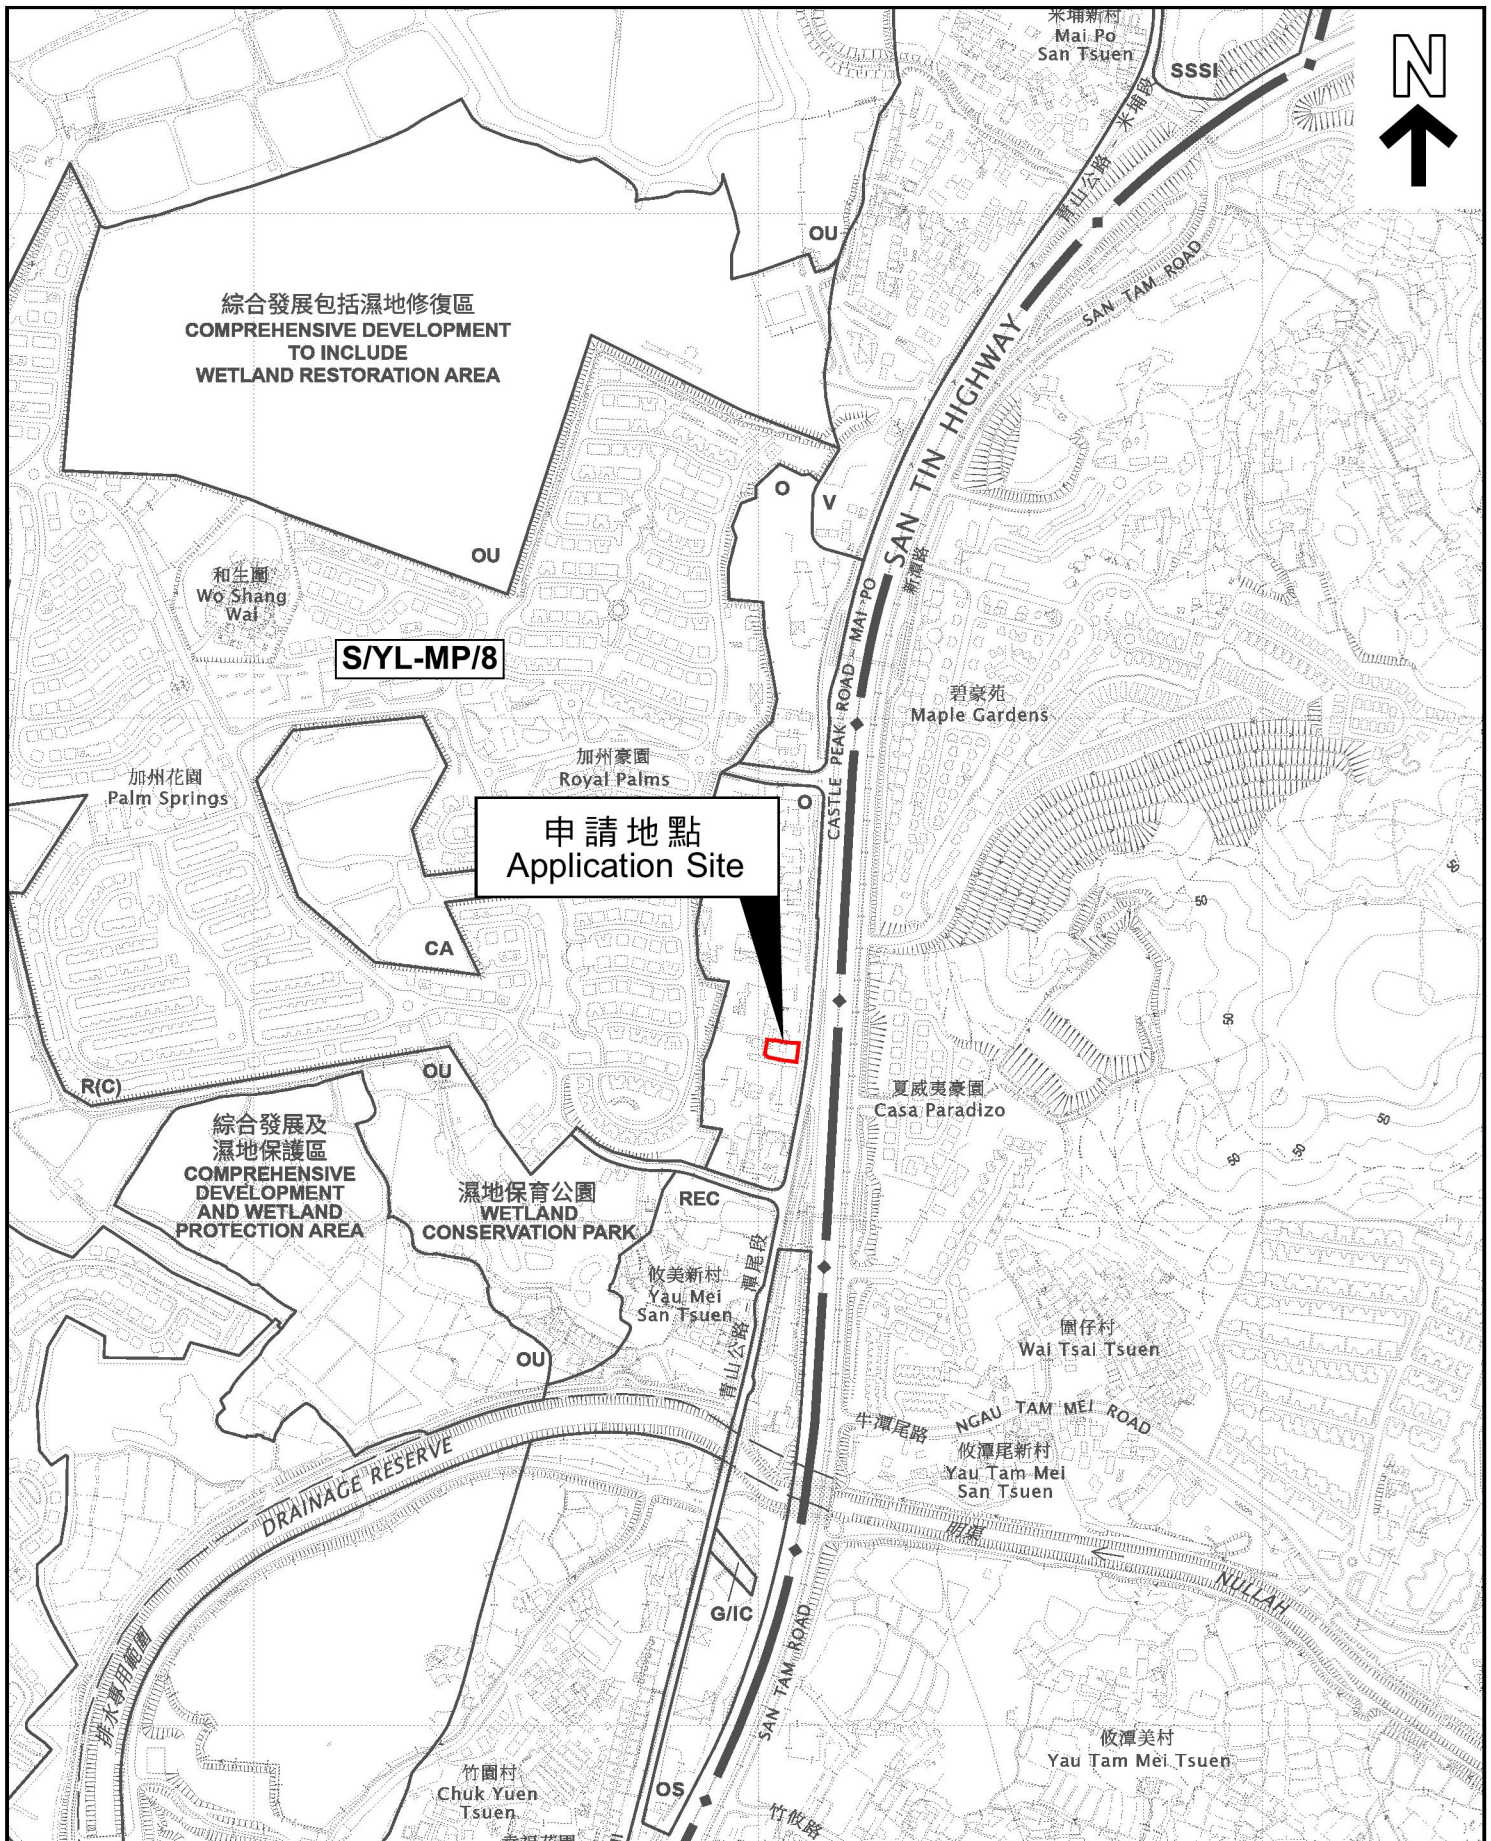 米埔新村
Mai Po
San Tsuen
SSSI
N
青山公路 - 米埔段
OU
SAN TAM ROAD
綜合發展包括濕地修復區
COMPREHENSIVE DEVELOPMENT
TO INCLUDE
WETLAND RESTORATION AREA
SAN TIN HIGHWAY
O
V
OU
新潭路
和生圍
Wo Shang
Wai
CASTLE PEAK ROAD - MAI PO
S/YL-MP/8
碧豪苑
Maple Gardens
加州豪園
Royal Palms
加州花園
Palm Springs
O
申請地點
Application Site
50
50
CA
50
R(C)
OU
夏威夷豪園
Casa Paradizo
50
50
50
綜合發展及
濕地保護區
COMPREHENSIVE
DEVELOPMENT
AND WETLAND
PROTECTION AREA
濕地保育公園
WETLAND
CONSERVATION PARK
REC
攸美新村
Yau Mei
San Tsuen
青山公路 - 潭尾段
圍仔村
Wai Tsai Tsuen
OU
牛潭尾路
NGAU TAM MEI ROAD
攸潭尾新村
Yau Tam Mei
San Tsuen
DRAINAGE RESERVE
明渠
NULLAH
G/IC
排水專用範圍
SAN TAM ROAD
攸潭美村
Yau Tam Mei Tsuen
竹園村
Chuk Yuen
Tsuen
OS
竹攸路